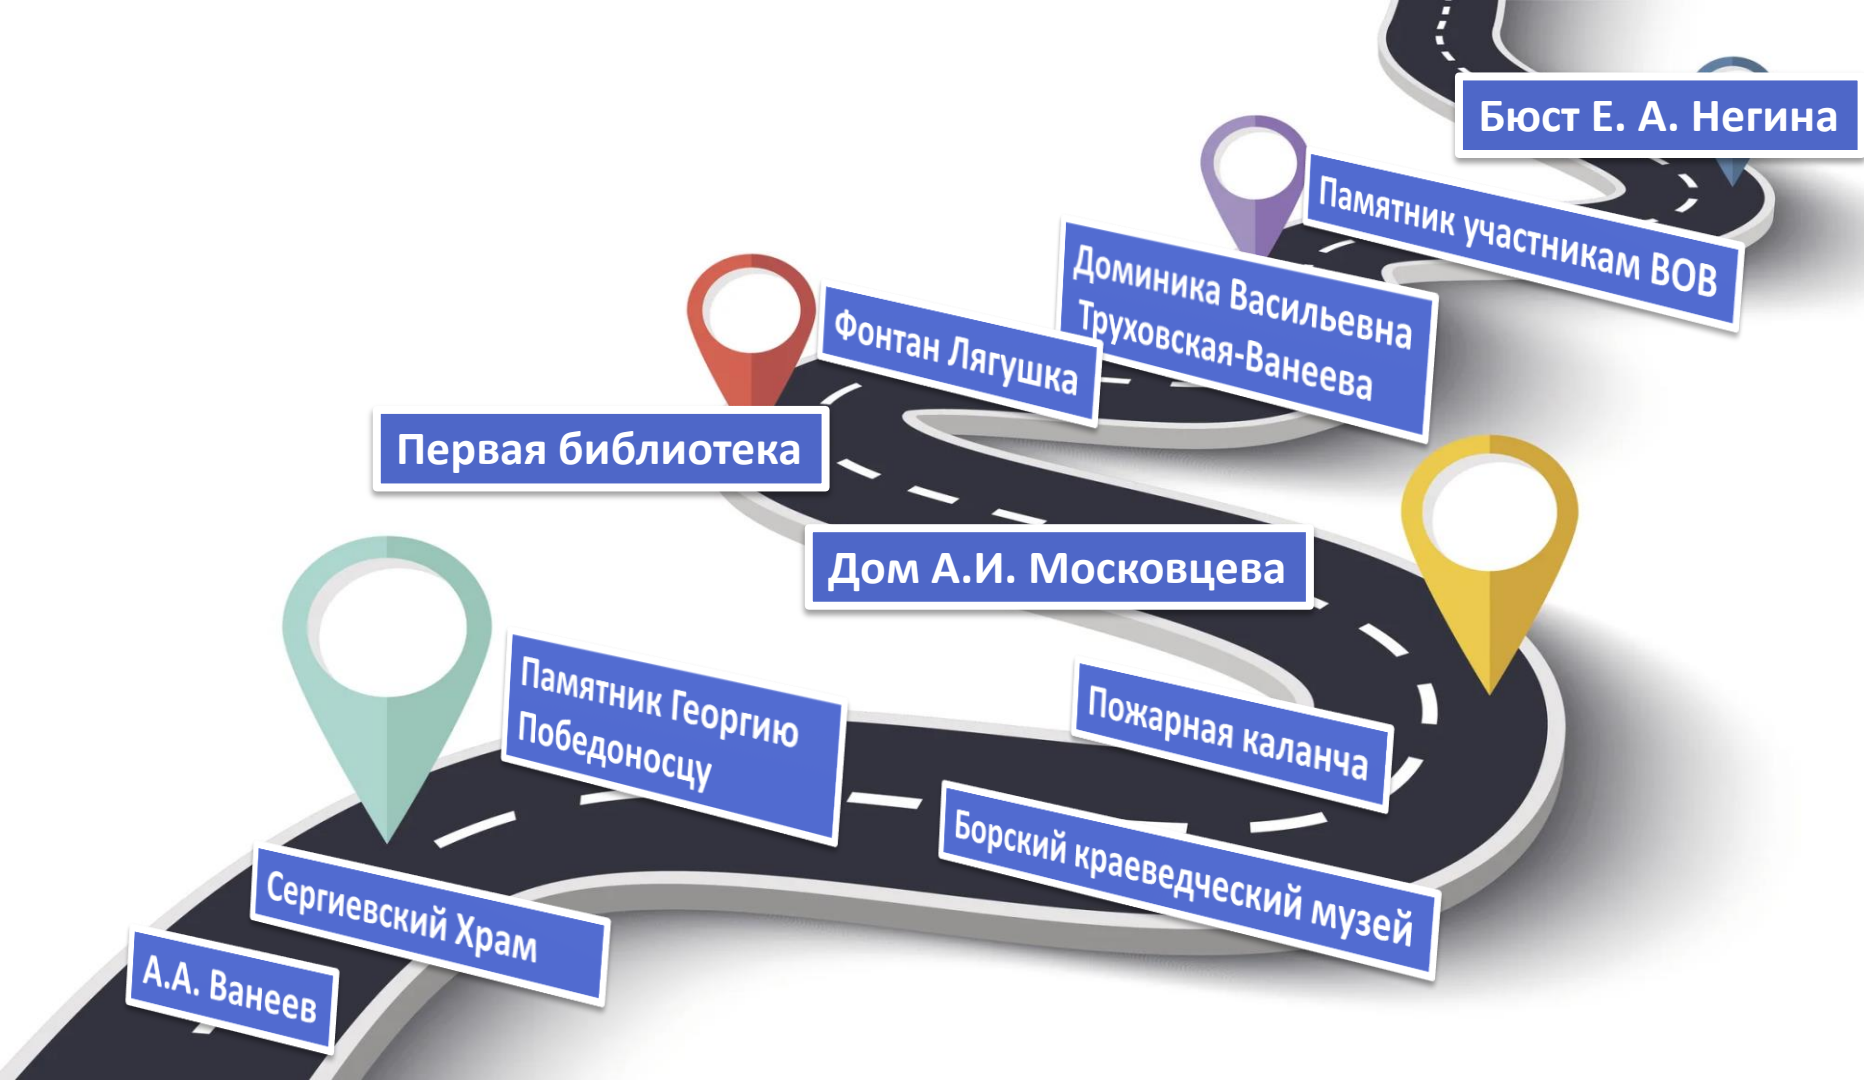 Бюст Е. А. Негина
Памятник участникам ВОВ
Доминика Васильевна
Труховская-Ванеева
Фонтан Лягушка
Первая библиотека
Дом А.И. Московцева
Памятник Георгию
Победоносцу
Пожарная каланча
Борский краеведческий музей
Сергиевский Храм
А.А. Ванеев